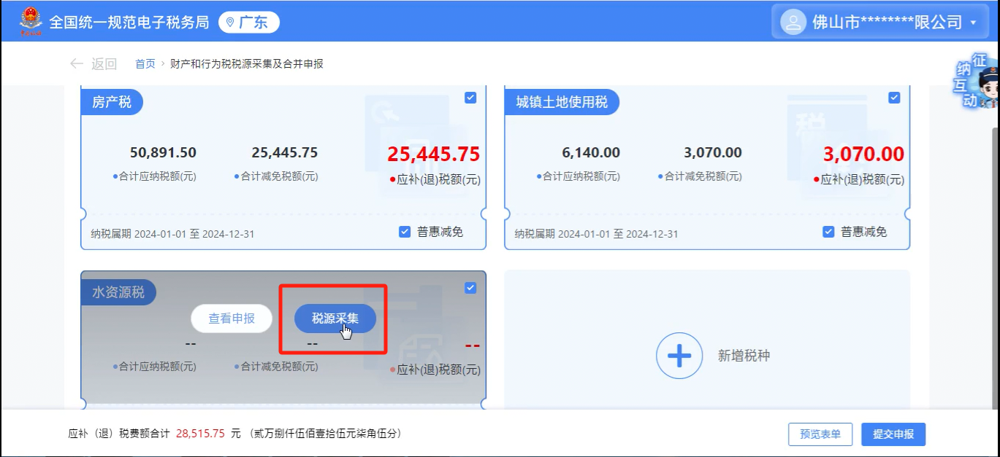 全国统一规范电子税务局
广东
佛山市********限公司
返回
首页 > 财产和行为税税源采集及合并申报
征纳互动
房产税
50,891.50
25,445.75
25,445.75
合计应纳税额(元)
合计减免税额(元)
应补(退)税额(元)
纳税属期 2024-01-01 至 2024-12-31
普惠减免
城镇土地使用税
税
6,140.00
3,070.00
3,070.00
合计应纳税额(元)
合计减免税额(元)
应补(退)税额(元)
纳税属期 2024-01-01 至 2024-12-31
普惠减免
水资源税
查看申报
税源采集
--
--
--
合计应纳税额(元)
合计减免税额(元)
应补(退)税额(元)
新增税种
应补（退）税费额合计 28,515.75 元 （贰万捌仟伍佰壹拾伍元柒角伍分）
预览表单
提交申报